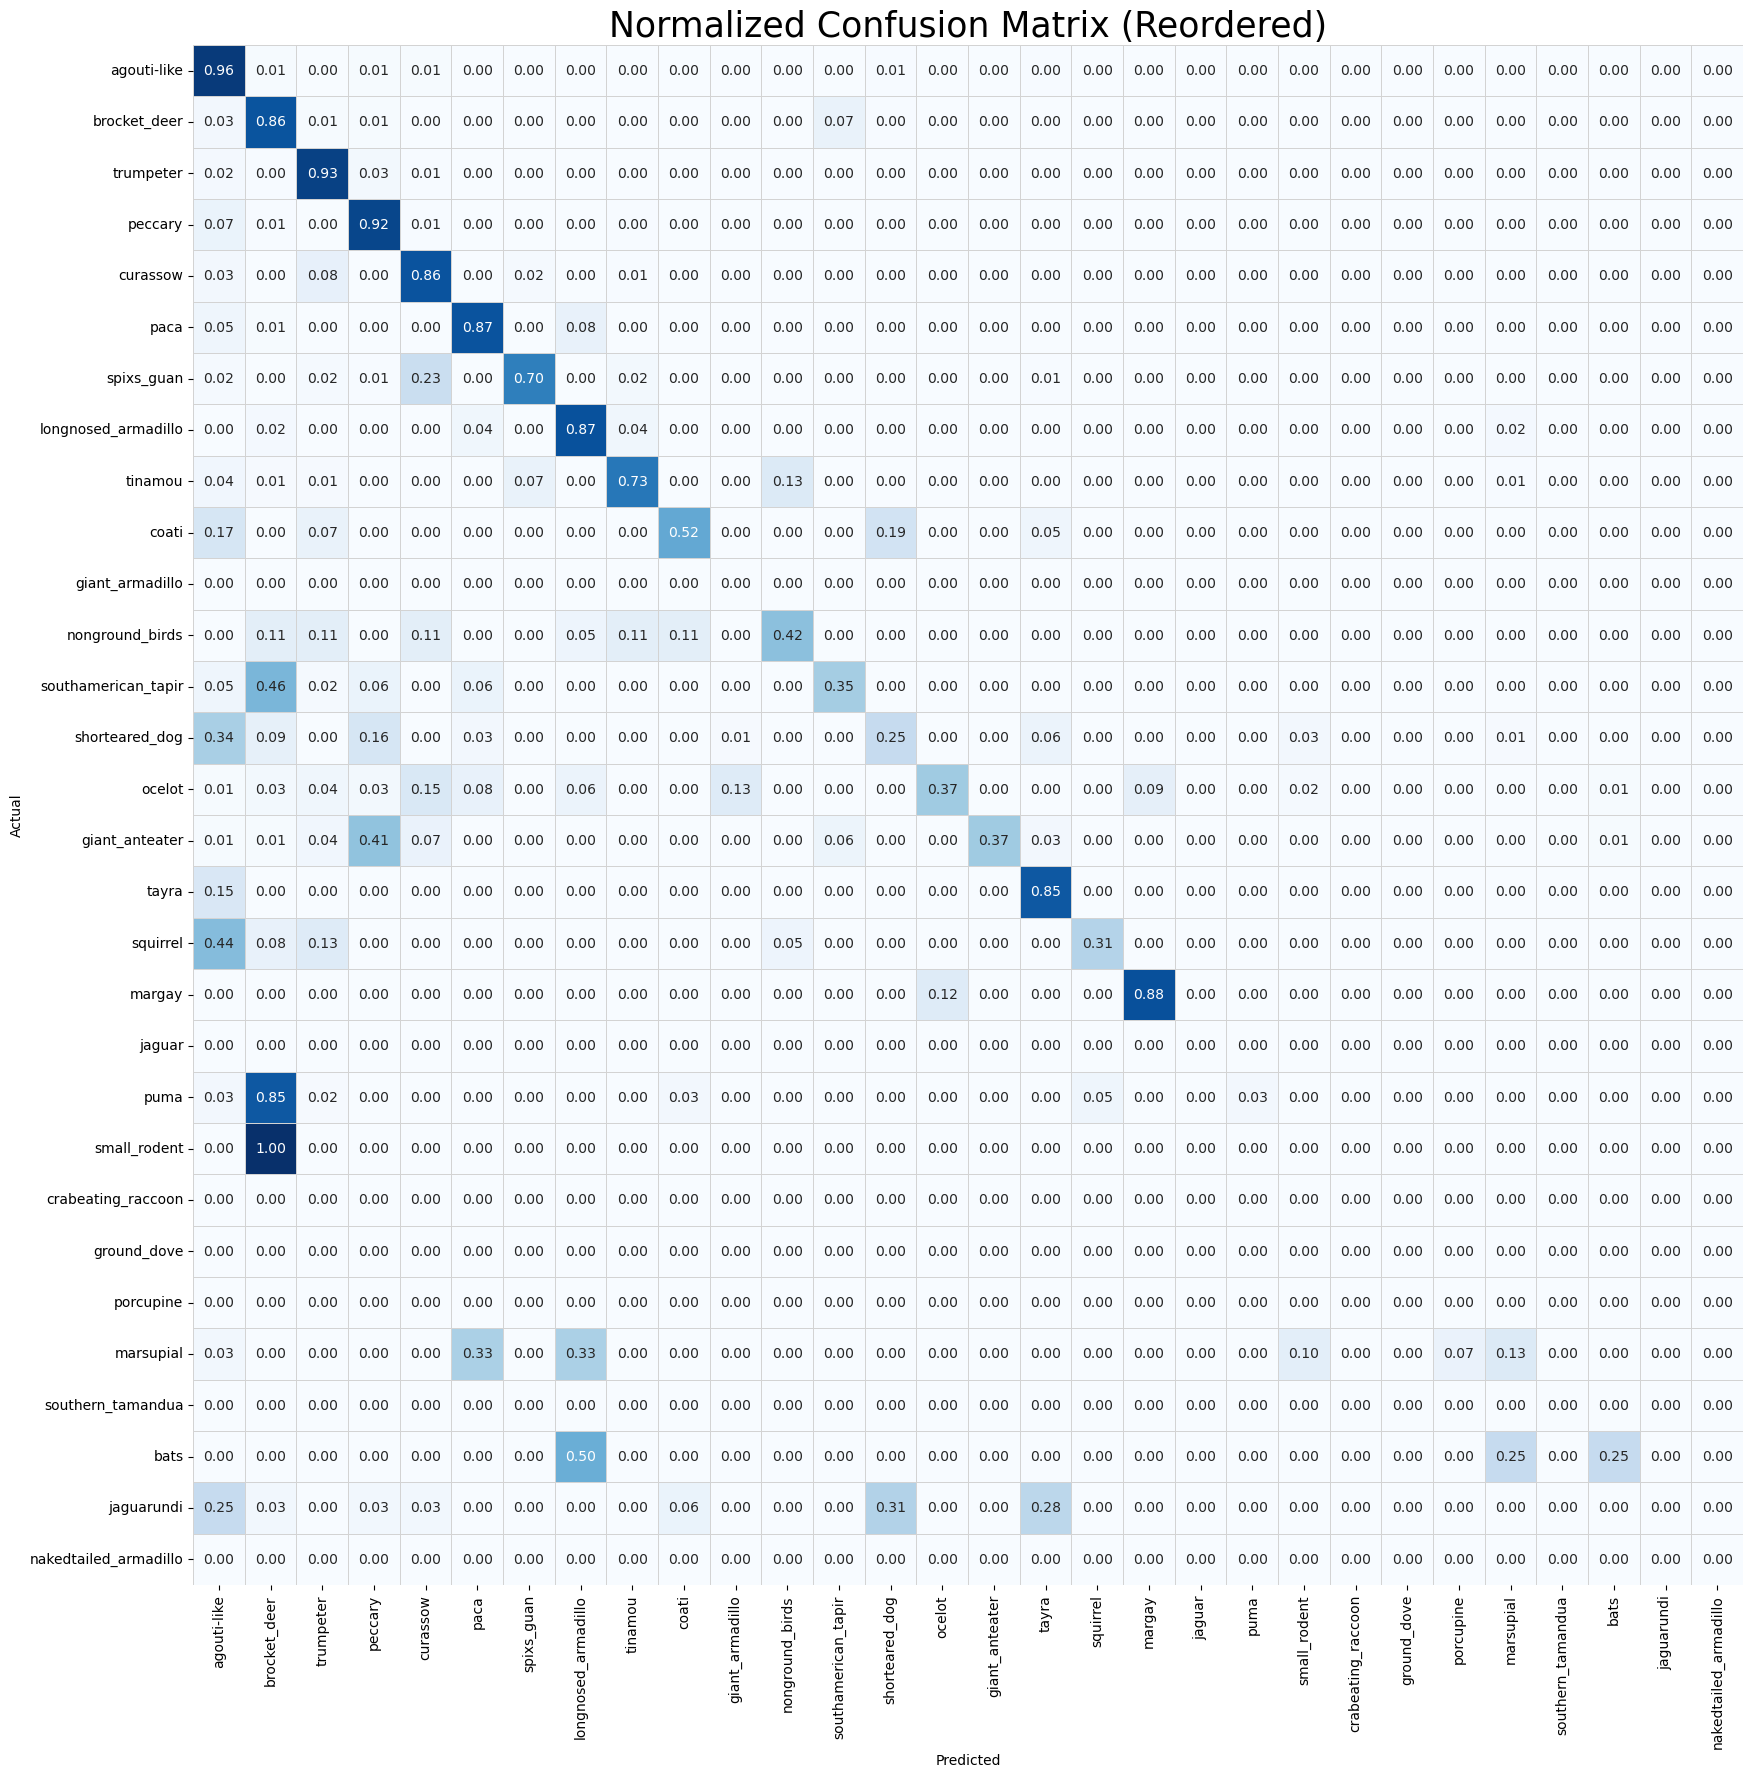 Normalized Confusion Matrix (Reordered)
agouti-like 0.96 0.01 0.00 0.01 0.01 0.00 0.00 0.00 0.00 0.00 0.00 0.00 0.00 0.01 0.00 0.00 0.00 0.00 0.00 0.00 0.00 0.00 0.00 0.00 0.00 0.00 0.00 0.00 0.00 0.00
brocket_deer 0.03 0.86 0.01 0.01 0.00 0.00 0.00 0.00 0.00 0.00 0.00 0.00 0.07 0.00 0.00 0.00 0.00 0.00 0.00 0.00 0.00 0.00 0.00 0.00 0.00 0.00 0.00 0.00 0.00 0.00
trumpeter 0.02 0.00 0.93 0.03 0.01 0.00 0.00 0.00 0.00 0.00 0.00 0.00 0.00 0.00 0.00 0.00 0.00 0.00 0.00 0.00 0.00 0.00 0.00 0.00 0.00 0.00 0.00 0.00 0.00 0.00
peccary 0.07 0.01 0.00 0.92 0.01 0.00 0.00 0.00 0.00 0.00 0.00 0.00 0.00 0.00 0.00 0.00 0.00 0.00 0.00 0.00 0.00 0.00 0.00 0.00 0.00 0.00 0.00 0.00 0.00 0.00
curassow 0.03 0.00 0.08 0.00 0.86 0.00 0.02 0.00 0.01 0.00 0.00 0.00 0.00 0.00 0.00 0.00 0.00 0.00 0.00 0.00 0.00 0.00 0.00 0.00 0.00 0.00 0.00 0.00 0.00 0.00
paca 0.05 0.01 0.00 0.00 0.00 0.87 0.00 0.08 0.00 0.00 0.00 0.00 0.00 0.00 0.00 0.00 0.00 0.00 0.00 0.00 0.00 0.00 0.00 0.00 0.00 0.00 0.00 0.00 0.00 0.00
spixs_guan 0.02 0.00 0.02 0.01 0.23 0.00 0.70 0.00 0.02 0.00 0.00 0.00 0.00 0.00 0.00 0.00 0.01 0.00 0.00 0.00 0.00 0.00 0.00 0.00 0.00 0.00 0.00 0.00 0.00 0.00
longnosed_armadillo 0.00 0.02 0.00 0.00 0.00 0.04 0.00 0.87 0.04 0.00 0.00 0.00 0.00 0.00 0.00 0.00 0.00 0.00 0.00 0.00 0.00 0.00 0.00 0.00 0.00 0.02 0.00 0.00 0.00 0.00
tinamou 0.04 0.01 0.01 0.00 0.00 0.00 0.07 0.00 0.73 0.00 0.00 0.13 0.00 0.00 0.00 0.00 0.00 0.00 0.00 0.00 0.00 0.00 0.00 0.00 0.00 0.01 0.00 0.00 0.00 0.00
coati 0.17 0.00 0.07 0.00 0.00 0.00 0.00 0.00 0.00 0.52 0.00 0.00 0.00 0.19 0.00 0.00 0.05 0.00 0.00 0.00 0.00 0.00 0.00 0.00 0.00 0.00 0.00 0.00 0.00 0.00
giant_armadillo 0.00 0.00 0.00 0.00 0.00 0.00 0.00 0.00 0.00 0.00 0.00 0.00 0.00 0.00 0.00 0.00 0.00 0.00 0.00 0.00 0.00 0.00 0.00 0.00 0.00 0.00 0.00 0.00 0.00 0.00
nonground_birds 0.00 0.11 0.11 0.00 0.11 0.00 0.00 0.05 0.11 0.11 0.00 0.42 0.00 0.00 0.00 0.00 0.00 0.00 0.00 0.00 0.00 0.00 0.00 0.00 0.00 0.00 0.00 0.00 0.00 0.00
southamerican_tapir 0.05 0.46 0.02 0.06 0.00 0.06 0.00 0.00 0.00 0.00 0.00 0.00 0.35 0.00 0.00 0.00 0.00 0.00 0.00 0.00 0.00 0.00 0.00 0.00 0.00 0.00 0.00 0.00 0.00 0.00
shorteared_dog 0.34 0.09 0.00 0.16 0.00 0.03 0.00 0.00 0.00 0.00 0.01 0.00 0.00 0.25 0.00 0.00 0.06 0.00 0.00 0.00 0.00 0.03 0.00 0.00 0.00 0.01 0.00 0.00 0.00 0.00
ocelot 0.01 0.03 0.04 0.03 0.15 0.08 0.00 0.06 0.00 0.00 0.13 0.00 0.00 0.00 0.37 0.00 0.00 0.00 0.09 0.00 0.00 0.02 0.00 0.00 0.00 0.00 0.00 0.01 0.00 0.00
giant_anteater 0.01 0.01 0.04 0.41 0.07 0.00 0.00 0.00 0.00 0.00 0.00 0.00 0.06 0.00 0.00 0.37 0.03 0.00 0.00 0.00 0.00 0.00 0.00 0.00 0.00 0.00 0.00 0.01 0.00 0.00
tayra 0.15 0.00 0.00 0.00 0.00 0.00 0.00 0.00 0.00 0.00 0.00 0.00 0.00 0.00 0.00 0.00 0.85 0.00 0.00 0.00 0.00 0.00 0.00 0.00 0.00 0.00 0.00 0.00 0.00 0.00
squirrel 0.44 0.08 0.13 0.00 0.00 0.00 0.00 0.00 0.00 0.00 0.00 0.05 0.00 0.00 0.00 0.00 0.00 0.31 0.00 0.00 0.00 0.00 0.00 0.00 0.00 0.00 0.00 0.00 0.00 0.00
margay 0.00 0.00 0.00 0.00 0.00 0.00 0.00 0.00 0.00 0.00 0.00 0.00 0.00 0.00 0.12 0.00 0.00 0.00 0.88 0.00 0.00 0.00 0.00 0.00 0.00 0.00 0.00 0.00 0.00 0.00
jaguar 0.00 0.00 0.00 0.00 0.00 0.00 0.00 0.00 0.00 0.00 0.00 0.00 0.00 0.00 0.00 0.00 0.00 0.00 0.00 0.00 0.00 0.00 0.00 0.00 0.00 0.00 0.00 0.00 0.00 0.00
puma 0.03 0.85 0.02 0.00 0.00 0.00 0.00 0.00 0.00 0.03 0.00 0.00 0.00 0.00 0.00 0.00 0.00 0.05 0.00 0.00 0.03 0.00 0.00 0.00 0.00 0.00 0.00 0.00 0.00 0.00
small_rodent 0.00 1.00 0.00 0.00 0.00 0.00 0.00 0.00 0.00 0.00 0.00 0.00 0.00 0.00 0.00 0.00 0.00 0.00 0.00 0.00 0.00 0.00 0.00 0.00 0.00 0.00 0.00 0.00 0.00 0.00
crabeating_raccoon 0.00 0.00 0.00 0.00 0.00 0.00 0.00 0.00 0.00 0.00 0.00 0.00 0.00 0.00 0.00 0.00 0.00 0.00 0.00 0.00 0.00 0.00 0.00 0.00 0.00 0.00 0.00 0.00 0.00 0.00
ground_dove 0.00 0.00 0.00 0.00 0.00 0.00 0.00 0.00 0.00 0.00 0.00 0.00 0.00 0.00 0.00 0.00 0.00 0.00 0.00 0.00 0.00 0.00 0.00 0.00 0.00 0.00 0.00 0.00 0.00 0.00
porcupine 0.00 0.00 0.00 0.00 0.00 0.00 0.00 0.00 0.00 0.00 0.00 0.00 0.00 0.00 0.00 0.00 0.00 0.00 0.00 0.00 0.00 0.00 0.00 0.00 0.00 0.00 0.00 0.00 0.00 0.00
marsupial 0.03 0.00 0.00 0.00 0.00 0.33 0.00 0.33 0.00 0.00 0.00 0.00 0.00 0.00 0.00 0.00 0.00 0.00 0.00 0.00 0.00 0.10 0.00 0.00 0.07 0.13 0.00 0.00 0.00 0.00
southern_tamandua 0.00 0.00 0.00 0.00 0.00 0.00 0.00 0.00 0.00 0.00 0.00 0.00 0.00 0.00 0.00 0.00 0.00 0.00 0.00 0.00 0.00 0.00 0.00 0.00 0.00 0.00 0.00 0.00 0.00 0.00
bats 0.00 0.00 0.00 0.00 0.00 0.00 0.00 0.50 0.00 0.00 0.00 0.00 0.00 0.00 0.00 0.00 0.00 0.00 0.00 0.00 0.00 0.00 0.00 0.00 0.00 0.25 0.00 0.25 0.00 0.00
jaguarundi 0.25 0.03 0.00 0.03 0.03 0.00 0.00 0.00 0.00 0.06 0.00 0.00 0.00 0.31 0.00 0.00 0.28 0.00 0.00 0.00 0.00 0.00 0.00 0.00 0.00 0.00 0.00 0.00 0.00 0.00
nakedtailed_armadillo 0.00 0.00 0.00 0.00 0.00 0.00 0.00 0.00 0.00 0.00 0.00 0.00 0.00 0.00 0.00 0.00 0.00 0.00 0.00 0.00 0.00 0.00 0.00 0.00 0.00 0.00 0.00 0.00 0.00 0.00
Actual
agouti-like
brocket_deer
trumpeter
peccary
curassow
paca
spixs_guan
longnosed_armadillo
tinamou
coati
giant_armadillo
nonground_birds
southamerican_tapir
shorteared_dog
ocelot
giant_anteater
tayra
squirrel
margay
jaguar
puma
small_rodent
crabeating_raccoon
ground_dove
porcupine
marsupial
southern_tamandua
bats
jaguarundi
nakedtailed_armadillo
Predicted